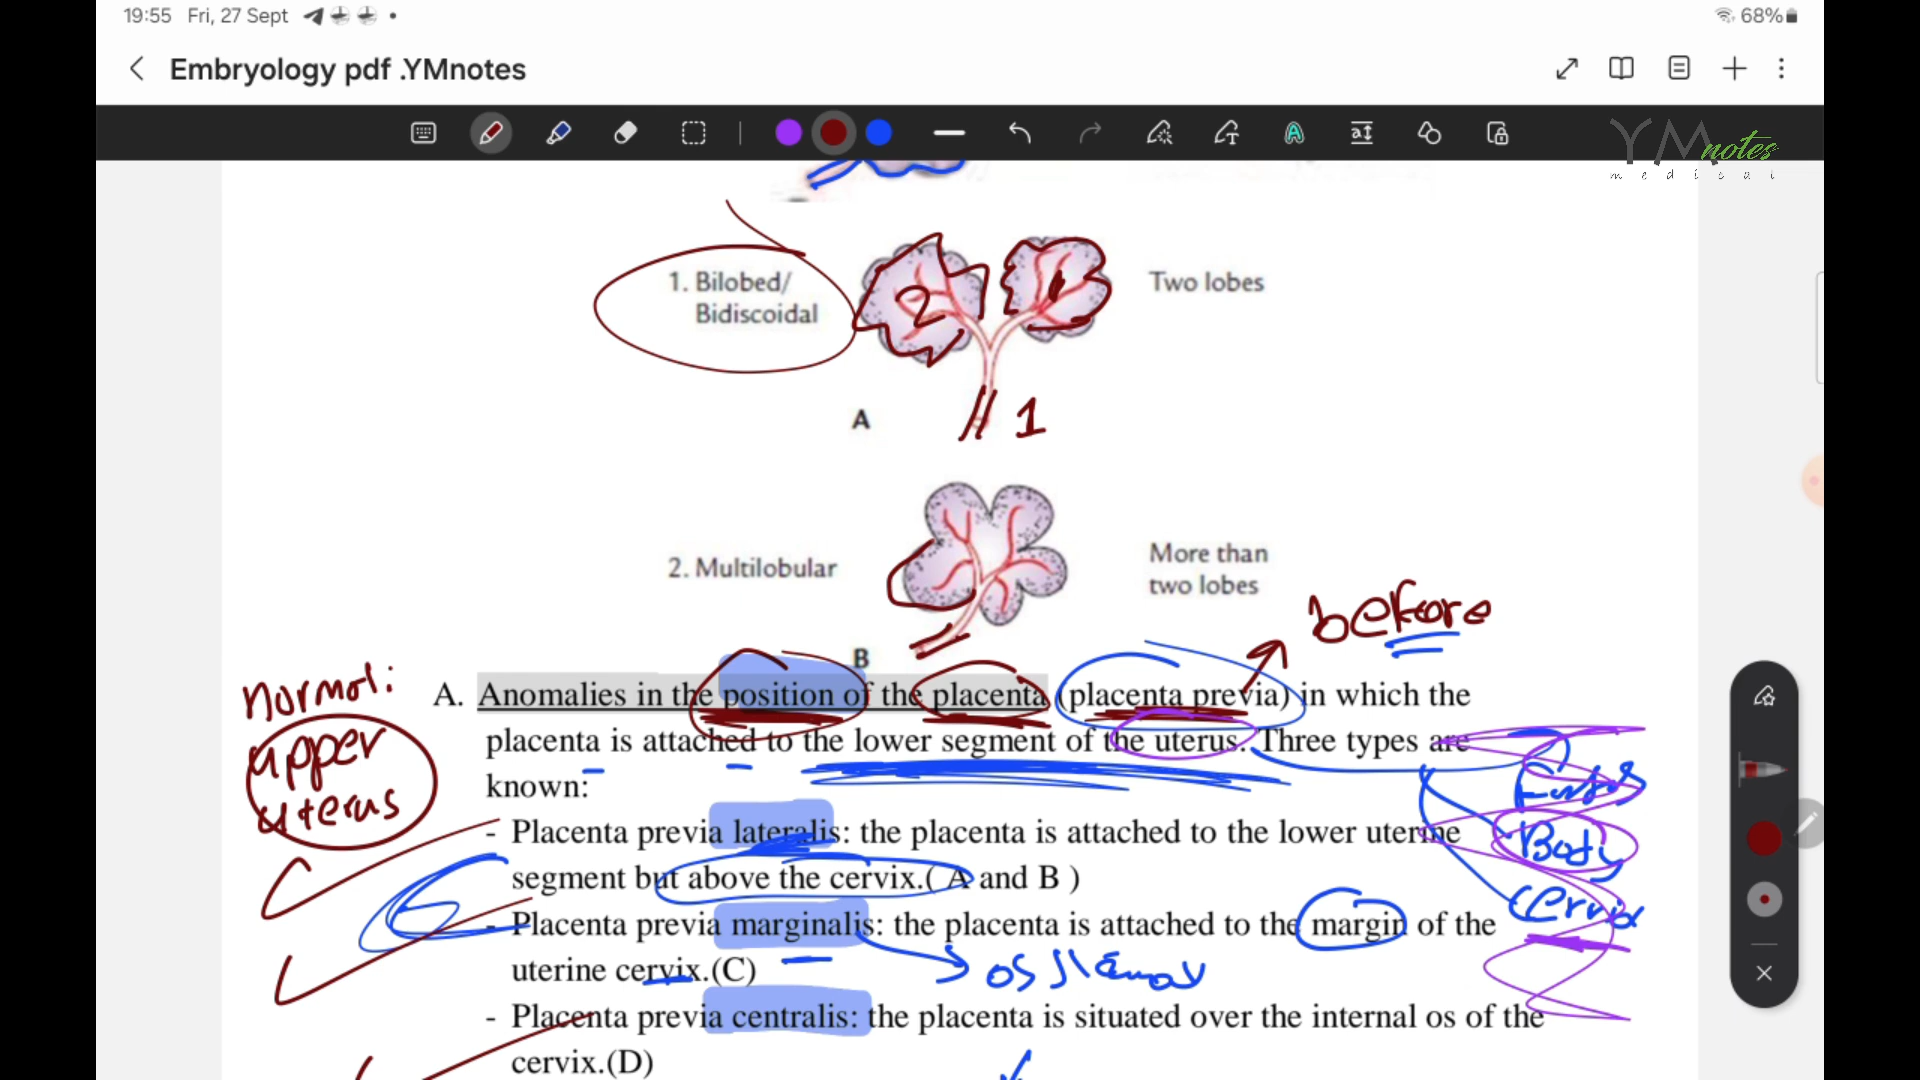 19:55 Fri, 27 Sept
68%
Embryology pdf .YMnotes
YMnotes
medical
1. Bilobed/
Bidiscoidal
2
1
Two lobes
A
1
2. Multilobular
More than
two lobes
before
B
normal:
upper
uterus
A. Anomalies in the position of the placenta (placenta previa) in which the
placenta is attached to the lower segment of the uterus. Three types are
known:
Body
Cervix
- Placenta previa lateralis: the placenta is attached to the lower uterine
segment but above the cervix.( A and B )
- Placenta previa marginalis: the placenta is attached to the margin of the
uterine cervix.(C)
os
- Placenta previa centralis: the placenta is situated over the internal os of the
cervix.(D)